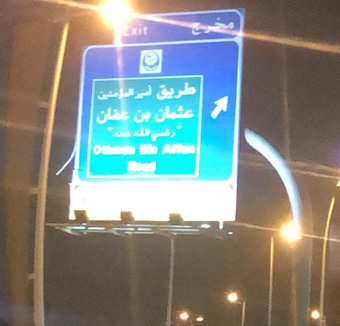 Exit مخرج
طريق أمير المؤمنين
عثمان بن عفان
"رضي الله عنه"
Othman Bin Affan
Road